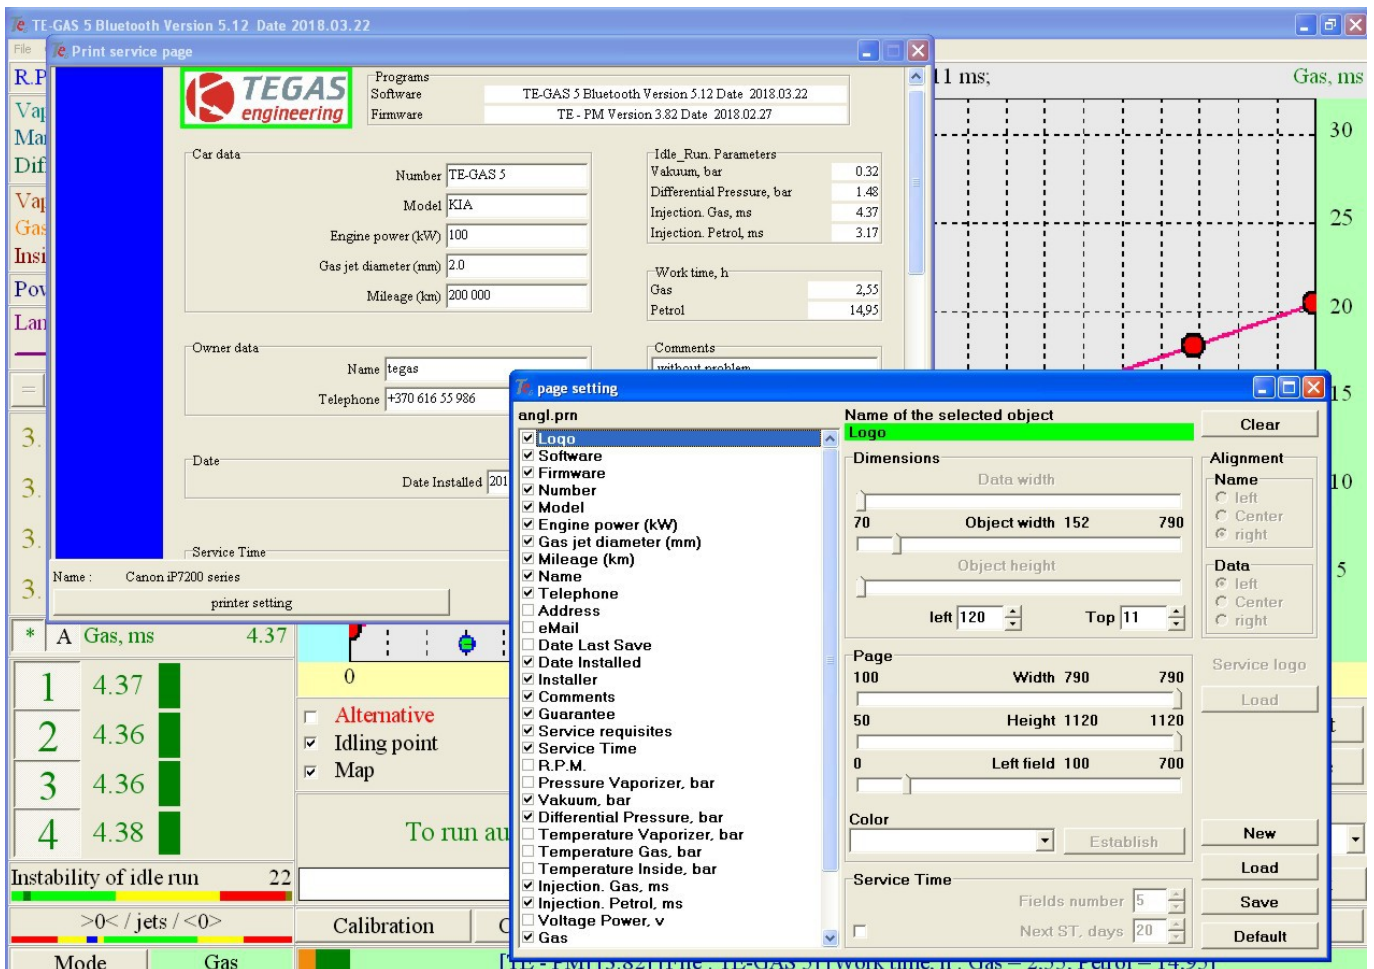 TE-GAS 5 Bluetooth Version 5.12 Date 2018.03.22
File
Print service page
TEGAS
engineering
Programs
Software TE-GAS 5 Bluetooth Version 5.12 Date 2018.03.22
Firmware TE - PM Version 3.82 Date 2018.02.27
Car data
Number TE-GAS 5
Model KIA
Engine power (kW) 100
Gas jet diameter (mm) 2.0
Mileage (km) 200 000
Idle_Run. Parameters
Vakuum, bar 0.32
Differential Pressure, bar 1.48
Injection. Gas, ms 4.37
Injection. Petrol, ms 3.17
Work time, h
Gas 2,55
Petrol 14,95
Owner data
Name tegas
Telephone +370 616 55 986
Comments
without problem
Date
Date Installed 201
Service Time
Name : Canon iP7200 series
printer setting
11 ms;
Gas, ms
30
25
20
15
10
5
0
=
3.
3.
3.
3.
* A Gas, ms 4.37
1 4.37
2 4.36
3 4.36
4 4.38
Instability of idle run 22
>0< / jets / <0>
Mode Gas
Alternative
Idling point
Map
To run au
Calibration
page setting
angl.prn
Logo
Software
Firmware
Number
Model
Engine power (kW)
Gas jet diameter (mm)
Mileage (km)
Name
Telephone
Address
eMail
Date Last Save
Date Installed
Installer
Comments
Guarantee
Service requisites
Service Time
R.P.M.
Pressure Vaporizer, bar
Vakuum, bar
Differential Pressure, bar
Temperature Vaporizer, bar
Temperature Gas, bar
Temperature Inside, bar
Injection. Gas, ms
Injection. Petrol, ms
Voltage Power, v
Gas
Name of the selected object
Logo
Dimensions
Data width
70 Object width 152 790
Object height
left 120 Top 11
Page
100 Width 790 790
50 Height 1120 1120
0 Left field 100 700
Color
Establish
Service Time
Fields number 5
Next ST, days 20
Clear
Alignment
Name
left
Center
right
Data
left
Center
right
Service logo
Load
New
Load
Save
Default